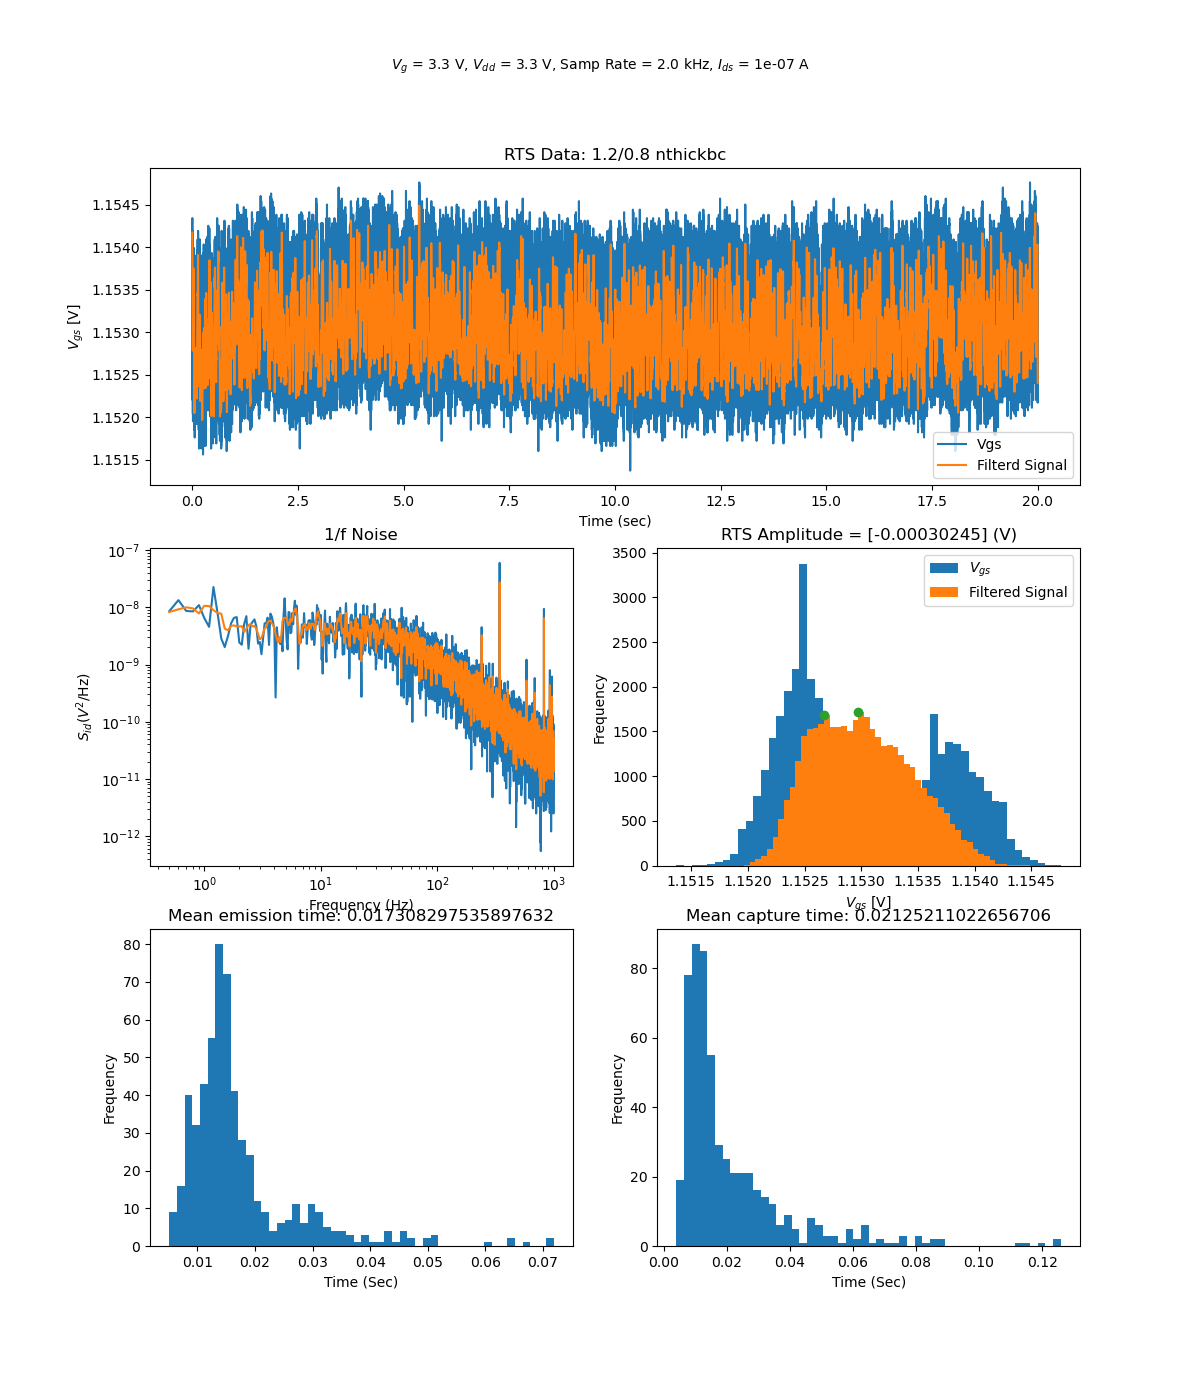 V_g = 3.3 V, V_dd = 3.3 V, Samp Rate = 2.0 kHz, I_ds = 1e-07 A
RTS Data: 1.2/0.8 nthickbc
V_gs [V]
1.1545
1.1540
1.1535
1.1530
1.1525
1.1520
1.1515
Vgs
Filterd Signal
0.0 2.5 5.0 7.5 10.0 12.5 15.0 17.5 20.0
Time (sec)
1/f Noise
S_id(V^2/Hz)
10^-7
10^-8
10^-9
10^-10
10^-11
10^-12
10^0 10^1 10^2 10^3
Frequency (Hz)
RTS Amplitude = [-0.00030245] (V)
Frequency
3500
3000
2500
2000
1500
1000
500
0
V_gs
Filtered Signal
1.1515 1.1520 1.1525 1.1530 1.1535 1.1540 1.1545
V_gs [V]
Mean emission time: 0.017308297535897632
Frequency
80
70
60
50
40
30
20
10
0
0.01 0.02 0.03 0.04 0.05 0.06 0.07
Time (Sec)
Mean capture time: 0.02125211022656706
Frequency
80
60
40
20
0
0.00 0.02 0.04 0.06 0.08 0.10 0.12
Time (Sec)